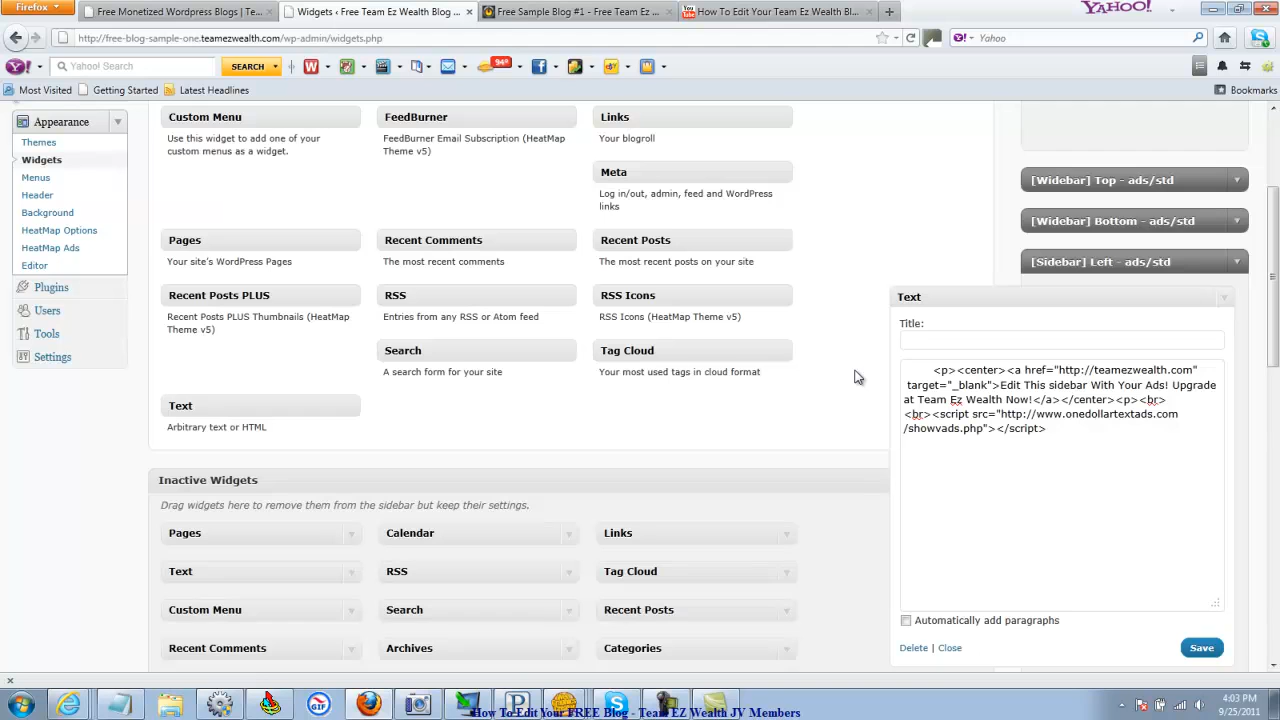 Firefox
Free Monetized Wordpress Blogs | Te...
Widgets ‹ Free Team Ez Wealth Blog ...
Free Sample Blog #1 - Free Team Ez ...
How To Edit Your Team Ez Wealth Bl...
YAHOO!
http://free-blog-sample-one.teamezwealth.com/wp-admin/widgets.php
Yahoo
Yahoo! Search
SEARCH
94°
Most Visited
Getting Started
Latest Headlines
Bookmarks
Appearance
Themes
Widgets
Menus
Header
Background
HeatMap Options
HeatMap Ads
Editor
Plugins
Users
Tools
Settings
Custom Menu
Use this widget to add one of your
custom menus as a widget.
FeedBurner
FeedBurner Email Subscription (HeatMap
Theme v5)
Links
Your blogroll
Meta
Log in/out, admin, feed and WordPress
links
Pages
Your site's WordPress Pages
Recent Comments
The most recent comments
Recent Posts
The most recent posts on your site
Recent Posts PLUS
Recent Posts PLUS Thumbnails (HeatMap
Theme v5)
RSS
Entries from any RSS or Atom feed
RSS Icons
RSS Icons (HeatMap Theme v5)
Search
A search form for your site
Tag Cloud
Your most used tags in cloud format
Text
Arbitrary text or HTML
Inactive Widgets
Drag widgets here to remove them from the sidebar but keep their settings.
Pages
Calendar
Links
Text
RSS
Tag Cloud
Custom Menu
Search
Recent Posts
Recent Comments
Archives
Categories
[Widebar] Top - ads/std
[Widebar] Bottom - ads/std
[Sidebar] Left - ads/std
Text
Title:
<p><center><a href="http://teamezwealth.com"
target="_blank">Edit This sidebar With Your Ads! Upgrade
at Team Ez Wealth Now!</a></center><p><br>
<br><script src="http://www.onedollartextads.com
/showvads.php"></script>
Automatically add paragraphs
Delete | Close
Save
How To Edit Your FREE Blog - Team EZ Wealth JV Members
4:03 PM
9/25/2011